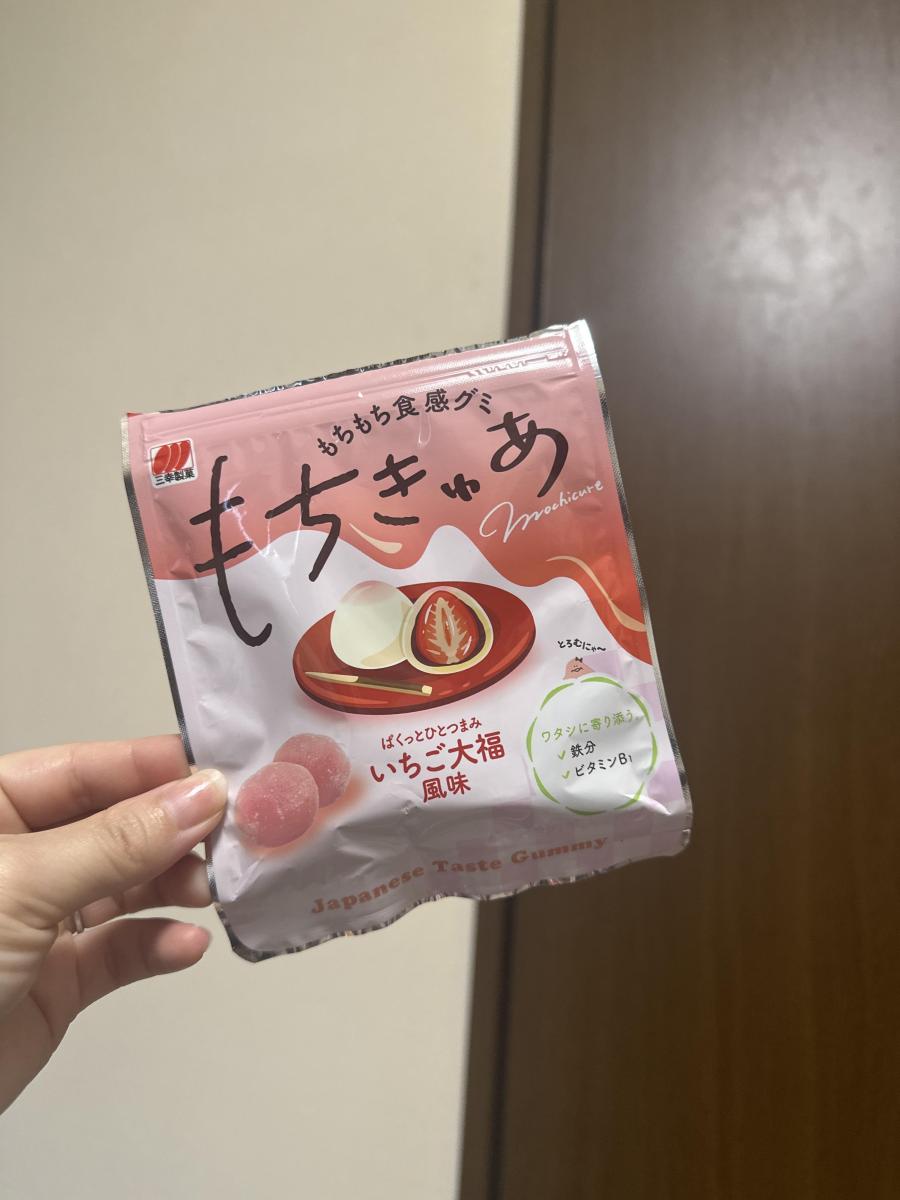 もちもち食感グミ
三幸製菓
もちきゅあ
mochicure
とろむにゃ〜
ワタシに寄り添う
✓鉄分
✓ビタミンB1
ぱくっとひとつまみ
いちご大福
風味
Japanese Taste Gummy